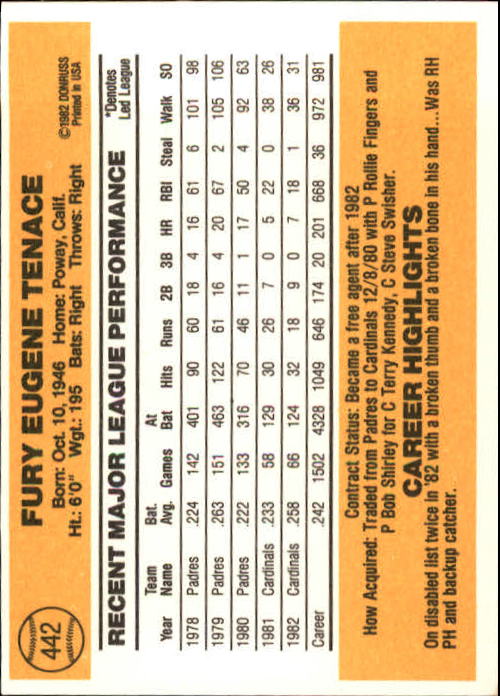 442
FURY EUGENE TENACE
©1982 DONRUSS
Printed in USA
Born: Oct. 10, 1946 Home: Poway, Calif.
Ht.: 6'0" Wgt.: 195 Bats: Right Throws: Right
RECENT MAJOR LEAGUE PERFORMANCE
*Denotes
Led League
Year Team Name Bat. Avg. Games At Bat Hits Runs 2B 3B HR RBI Steal Walk SO
1978 Padres .224 142 401 90 60 18 4 16 61 6 101 98
1979 Padres .263 151 463 122 61 16 4 20 67 2 105 106
1980 Padres .222 133 316 70 46 11 1 17 50 4 92 63
1981 Cardinals .233 58 129 30 26 7 0 5 22 0 38 26
1982 Cardinals .258 66 124 32 18 9 0 7 18 1 36 31
Career .242 1502 4328 1049 646 174 20 201 668 36 972 981
Contract Status: Became a free agent after 1982
How Acquired: Traded from Padres to Cardinals 12/8/80 with P Rollie Fingers and
P Bob Shirley for C Terry Kennedy, C Steve Swisher.
CAREER HIGHLIGHTS
On disabled list twice in '82 with a broken thumb and a broken bone in his hand... Was RH
PH and backup catcher.